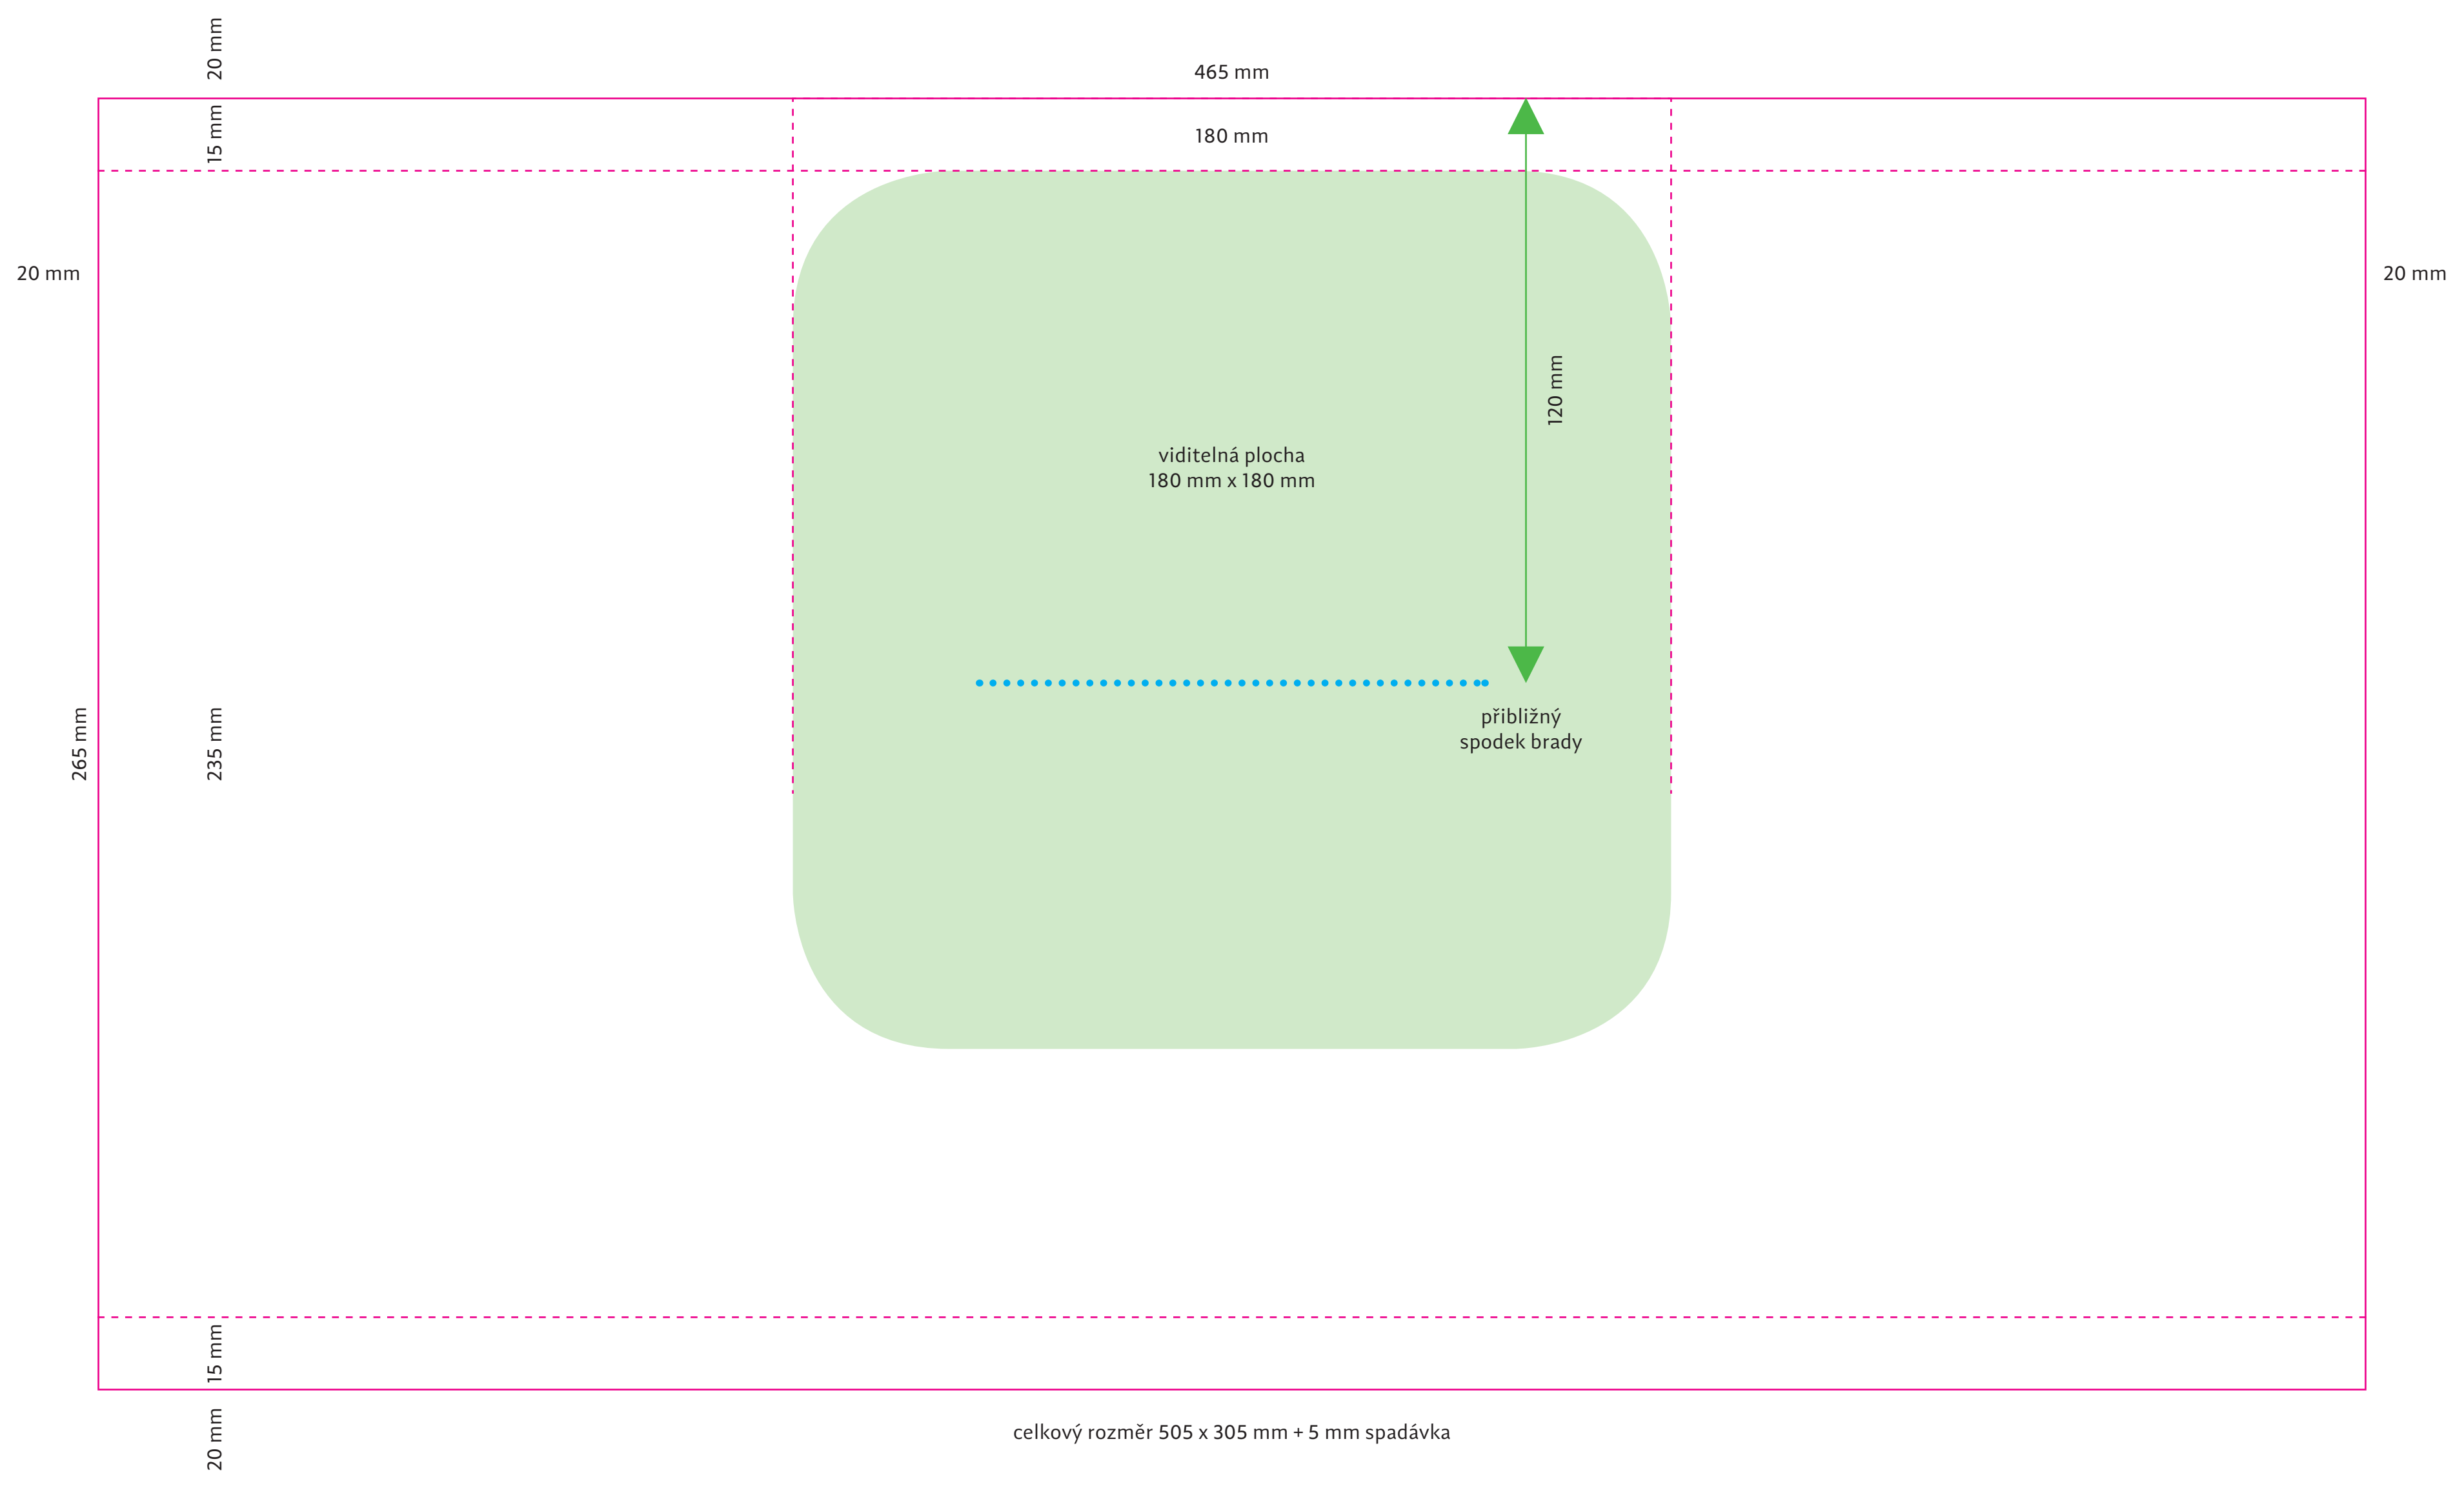 20 mm
465 mm
15 mm
180 mm
20 mm
20 mm
120 mm
viditelná plocha
180 mm x 180 mm
přibližný
spodek brady
265 mm
235 mm
15 mm
20 mm
celkový rozměr 505 x 305 mm + 5 mm spadávka